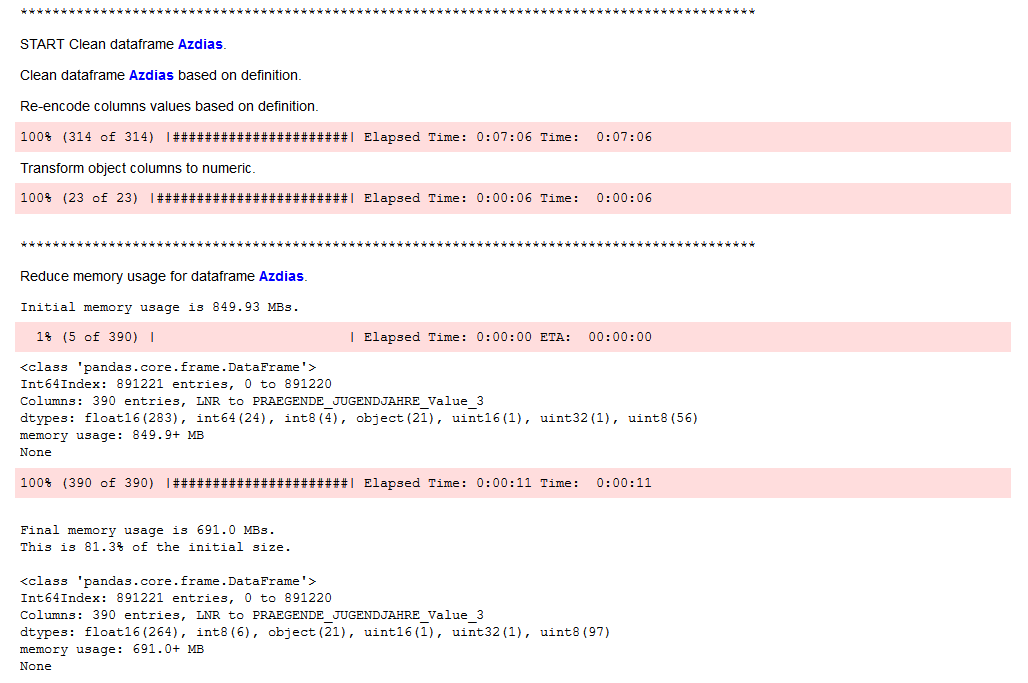 ********************************************************************************************
START Clean dataframe Azdias.
Clean dataframe Azdias based on definition.
Re-encode columns values based on definition.
100% (314 of 314) |######################| Elapsed Time: 0:07:06 Time:  0:07:06
Transform object columns to numeric.
100% (23 of 23) |########################| Elapsed Time: 0:00:06 Time:  0:00:06
********************************************************************************************
Reduce memory usage for dataframe Azdias.
Initial memory usage is 849.93 MBs.
  1% (5 of 390) |                        | Elapsed Time: 0:00:00 ETA:  00:00:00
<class 'pandas.core.frame.DataFrame'>
Int64Index: 891221 entries, 0 to 891220
Columns: 390 entries, LNR to PRAEGENDE_JUGENDJAHRE_Value_3
dtypes: float16(283), int64(24), int8(4), object(21), uint16(1), uint32(1), uint8(56)
memory usage: 849.9+ MB
None
100% (390 of 390) |######################| Elapsed Time: 0:00:11 Time:  0:00:11
Final memory usage is 691.0 MBs.
This is 81.3% of the initial size.
<class 'pandas.core.frame.DataFrame'>
Int64Index: 891221 entries, 0 to 891220
Columns: 390 entries, LNR to PRAEGENDE_JUGENDJAHRE_Value_3
dtypes: float16(264), int8(6), object(21), uint16(1), uint32(1), uint8(97)
memory usage: 691.0+ MB
None